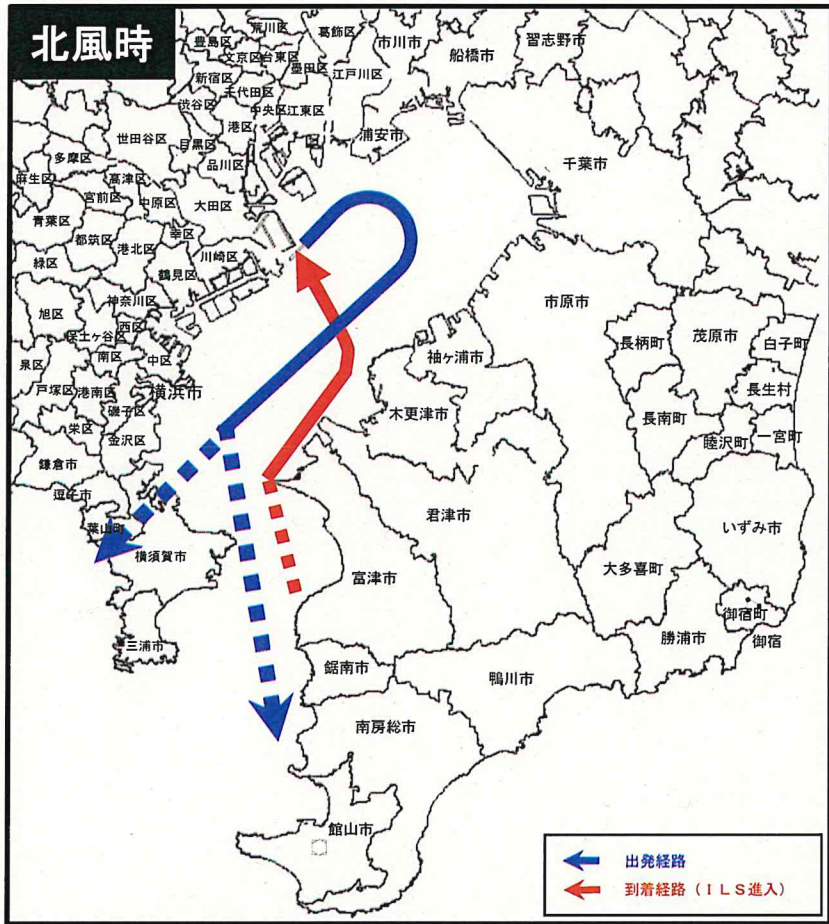 北風時
荒川区
葛飾区
市川市
船橋市
習志野市
豊島区
文京区
台東区
墨田区
江戸川区
新宿区
千代田区
渋谷区
中央区
江東区
浦安市
港区
世田谷区
目黒区
品川区
千葉市
多摩区
麻生区
高津区
宮前区
中原区
大田区
青葉区
都筑区
港北区
幸区
川崎区
緑区
鶴見区
市原市
神奈川区
旭区
西区
保土ヶ谷区
長柄町
茂原市
白子町
泉区
南区
中区
袖ヶ浦市
戸塚区
港南区
横浜市
長生村
磯子区
木更津市
長南町
栄区
金沢区
睦沢町
一宮町
鎌倉市
逗子市
君津市
葉山町
いずみ市
横須賀市
大多喜町
富津市
御宿町
三浦市
勝浦市
御宿
鋸南市
鴨川市
南房総市
館山市
出発経路
到着経路(ILS進入)